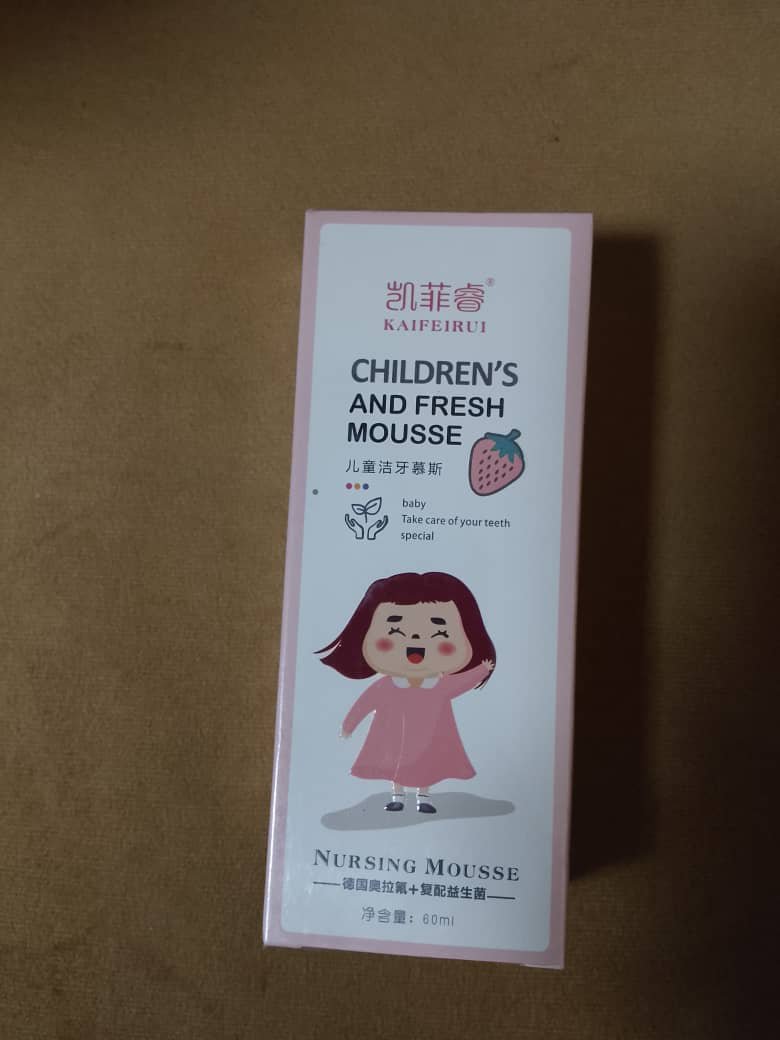 凯菲睿®
KAIFEIRUI
CHILDREN'S
AND FRESH
MOUSSE
儿童洁牙慕斯
baby
Take care of your teeth
special
NURSING MOUSSE
德国奥拉氟+复配益生菌
净含量：60ml